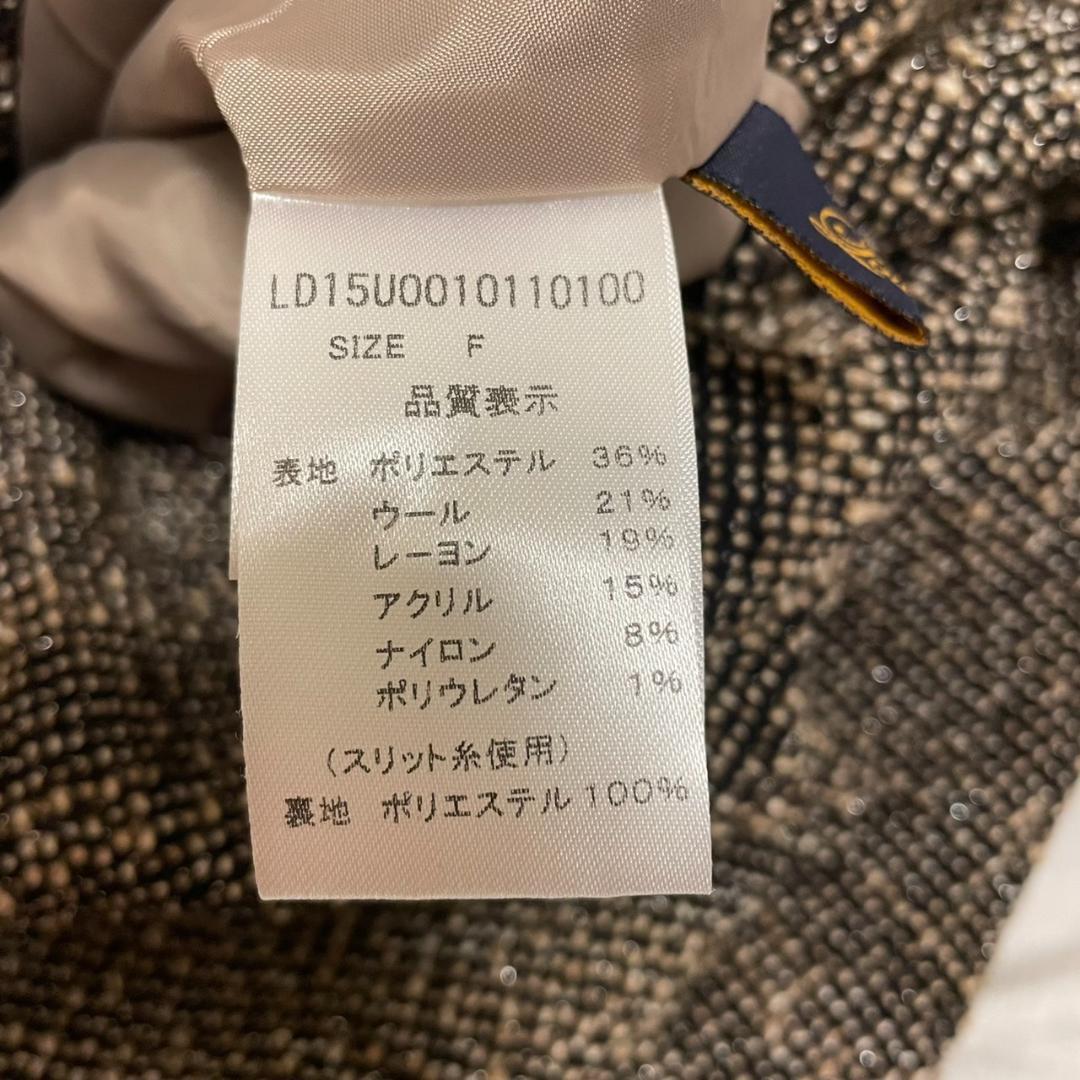 LD15U0010110100
SIZE F
品質表示
表地 ポリエステル 36%
ウール 21%
レーヨン 19%
アクリル 15%
ナイロン 8%
ポリウレタン 1%
(スリット糸使用)
裏地 ポリエステル 100%